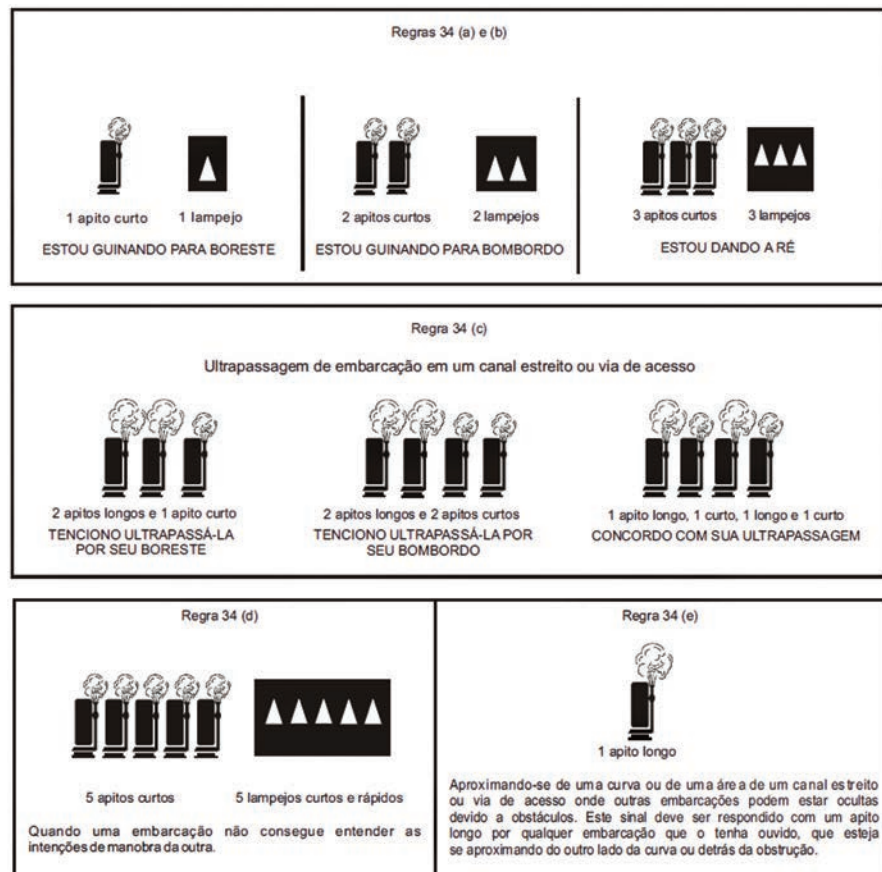 Regras 34 (a) e (b)
1 apito curto
1 lampejo
ESTOU GUINANDO PARA BORESTE
2 apitos curtos
2 lampejos
ESTOU GUINANDO PARA BOMBORDO
3 apitos curtos
3 lampejos
ESTOU DANDO A RÉ
Regra 34 (c)
Ultrapassagem de embarcação em um canal estreito ou via de acesso
2 apitos longos e 1 apito curto
TENCIONO ULTRAPASSÁ-LA
POR SEU BORESTE
2 apitos longos e 2 apitos curtos
TENCIONO ULTRAPASSÁ-LA POR
SEU BOMBORDO
1 apito longo, 1 curto, 1 longo e 1 curto
CONCORDO COM SUA ULTRAPASSAGEM
Regra 34 (d)
5 apitos curtos
5 lampejos curtos e rápidos
Quando uma embarcação não consegue entender as
intenções de manobra da outra.
Regra 34 (e)
1 apito longo
Aproximando-se de uma curva ou de uma área de um canal estreito
ou via de acesso onde outras embarcações podem estar ocultas
devido a obstáculos. Este sinal deve ser respondido com um apito
longo por qualquer embarcação que o tenha ouvido, que esteja
se aproximando do outro lado da curva ou detrás da obstrução.